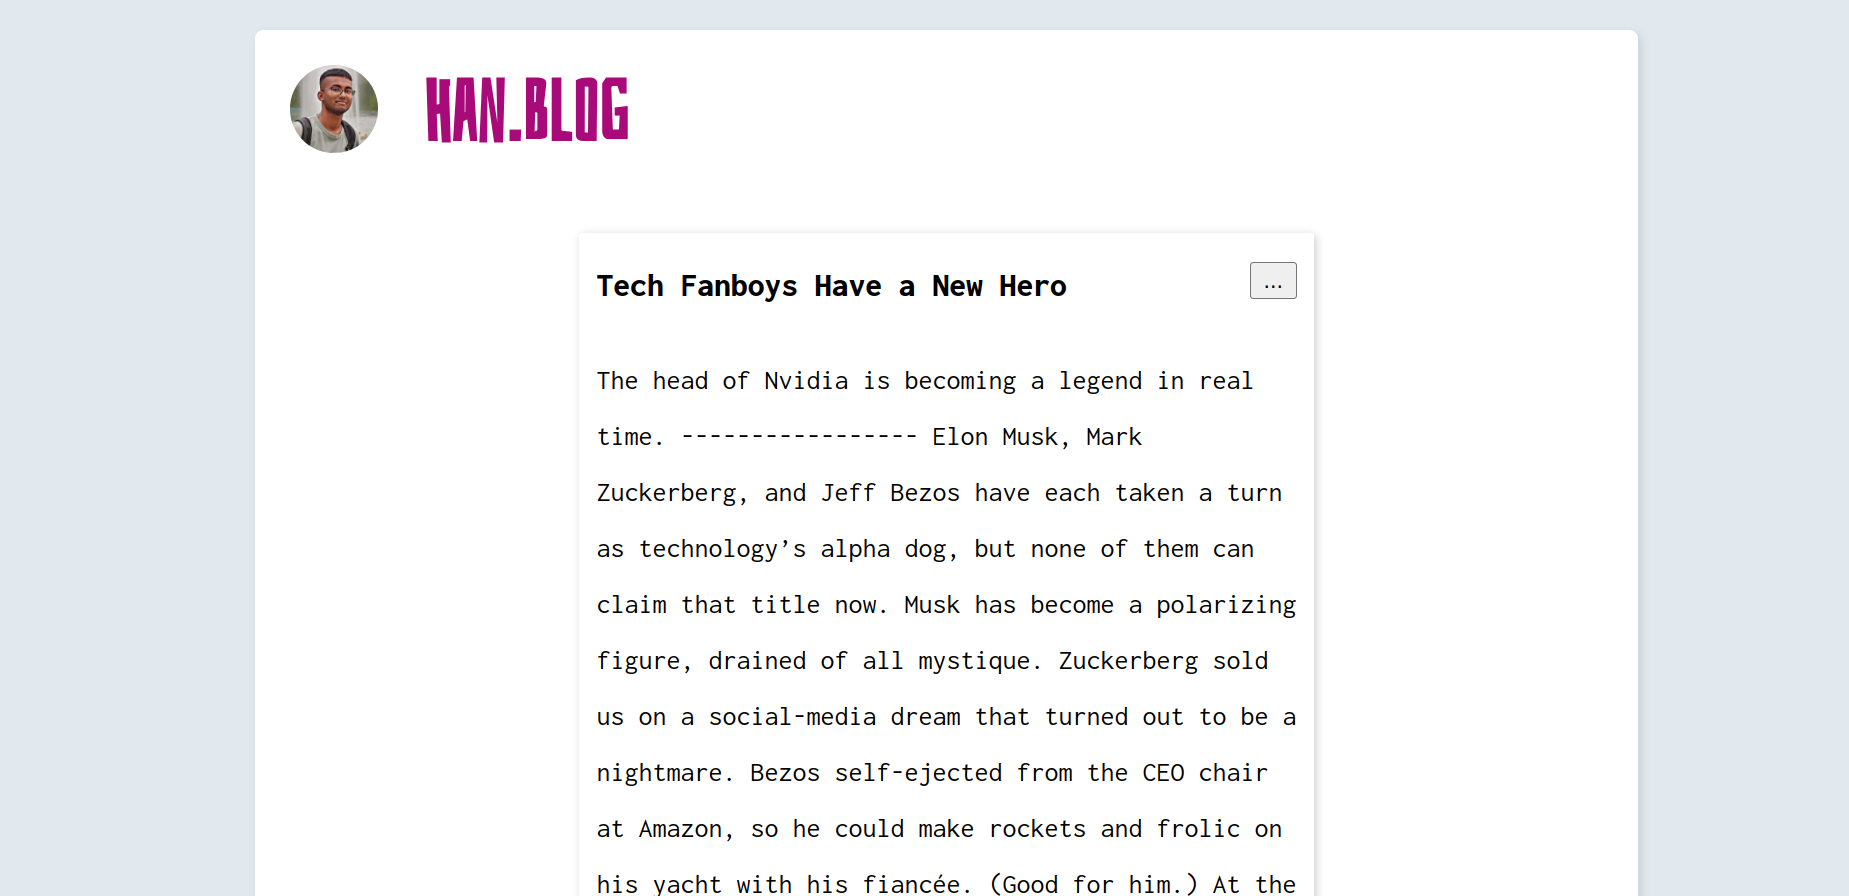 HAN.BLOG
Tech Fanboys Have a New Hero
...
The head of Nvidia is becoming a legend in real
time. ----------------- Elon Musk, Mark
Zuckerberg, and Jeff Bezos have each taken a turn
as technology’s alpha dog, but none of them can
claim that title now. Musk has become a polarizing
figure, drained of all mystique. Zuckerberg sold
us on a social-media dream that turned out to be a
nightmare. Bezos self-ejected from the CEO chair
at Amazon, so he could make rockets and frolic on
his yacht with his fiancée. (Good for him.) At the